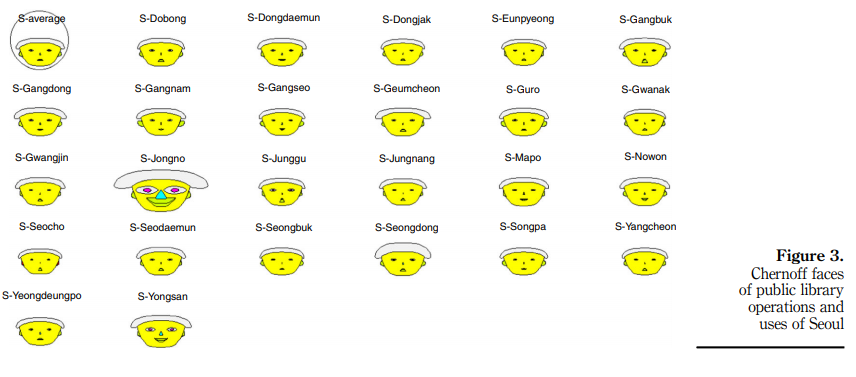 S-average S-Dobong S-Dongdaemun S-Dongjak S-Eunpyeong S-Gangbuk
S-Gangdong S-Gangnam S-Gangseo S-Geumcheon S-Guro S-Gwanak
S-Gwangjin S-Jongno S-Junggu S-Jungnang S-Mapo S-Nowon
S-Seocho S-Seodaemun S-Seongbuk S-Seongdong S-Songpa S-Yangcheon
S-Yeongdeungpo S-Yongsan
Figure 3.
Chernoff faces
of public library
operations and
uses of Seoul